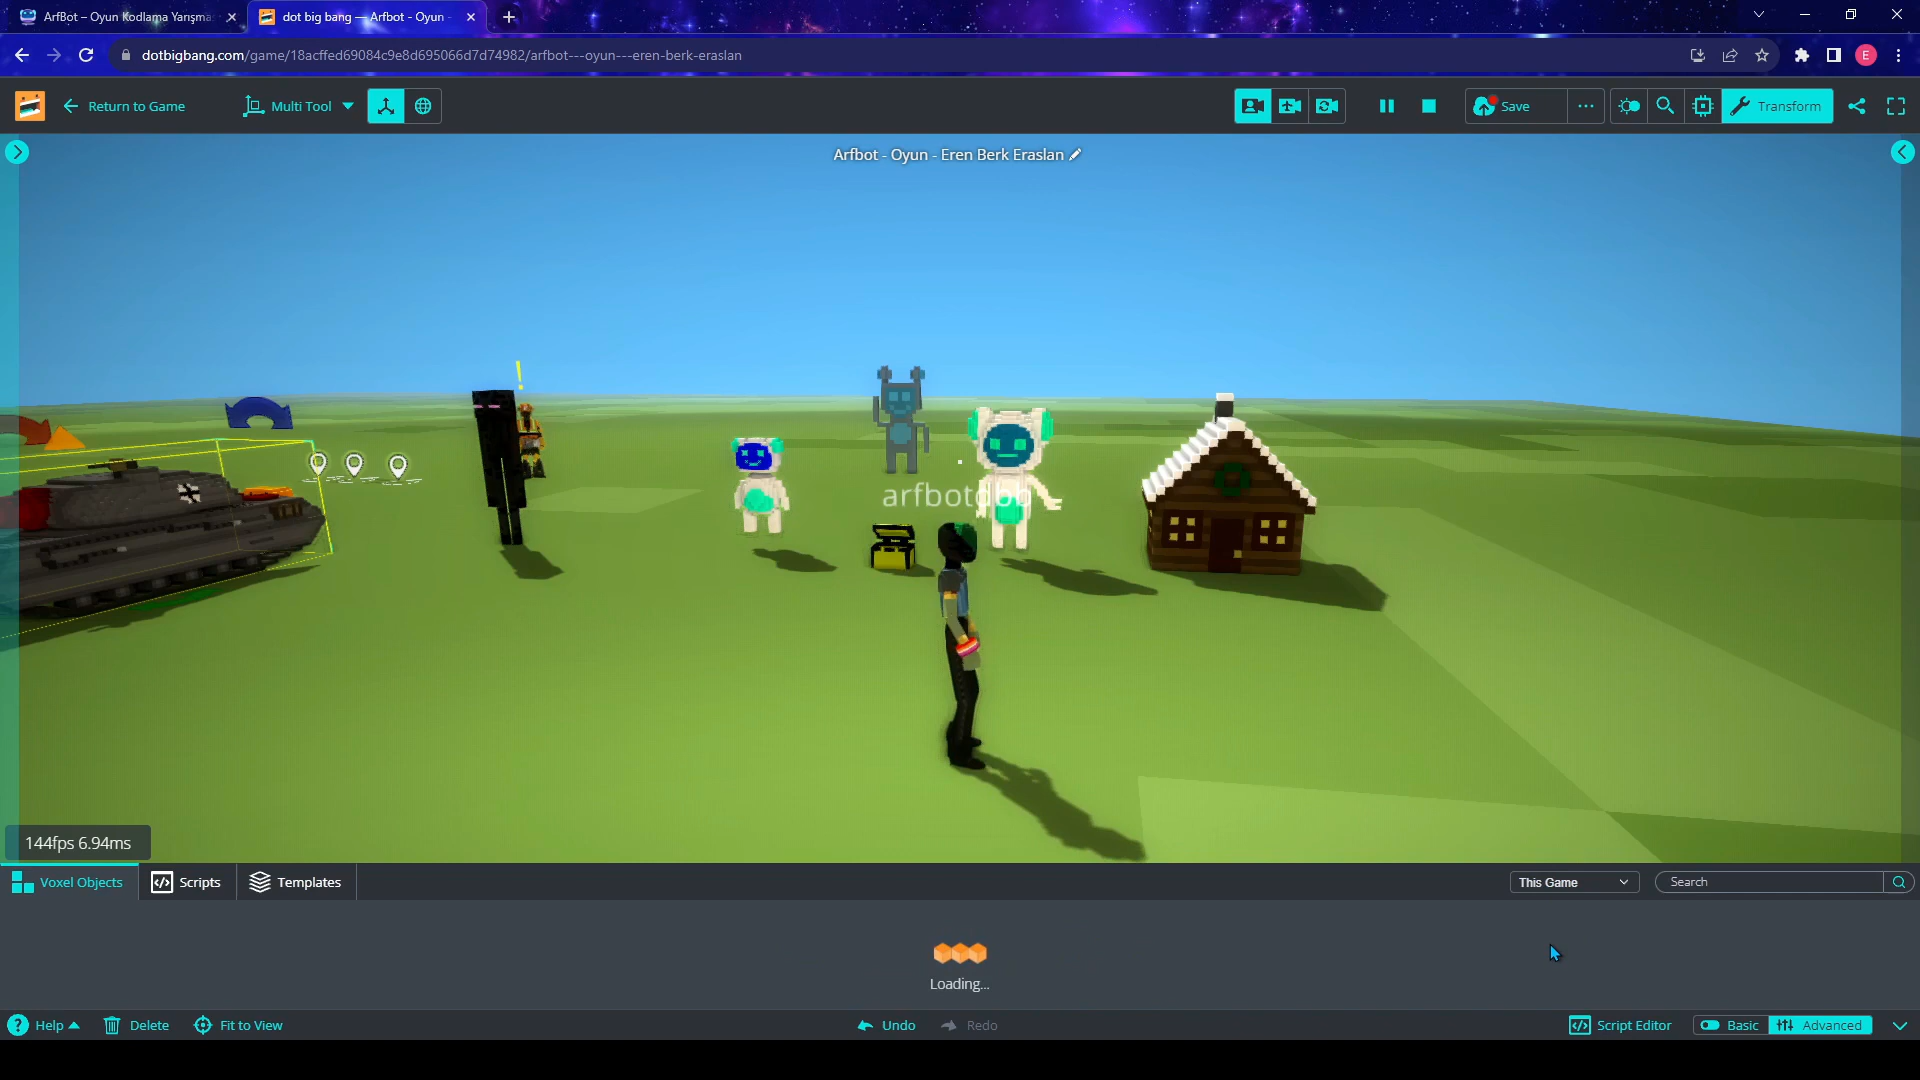 ArfBot – Oyun Kodlama Yarışma
dot big bang — Arfbot - Oyun -
dotbigbang.com/game/18acffed69084c9e8d695066d7d74982/arfbot---oyun---eren-berk-eraslan
E
Return to Game
Multi Tool
Save
Transform
Arfbot - Oyun - Eren Berk Eraslan
!
arfbotdbb
144fps 6.94ms
Voxel Objects
Scripts
Templates
This Game
Search
Loading...
? Help
Delete
Fit to View
Undo
Redo
Script Editor
Basic
Advanced